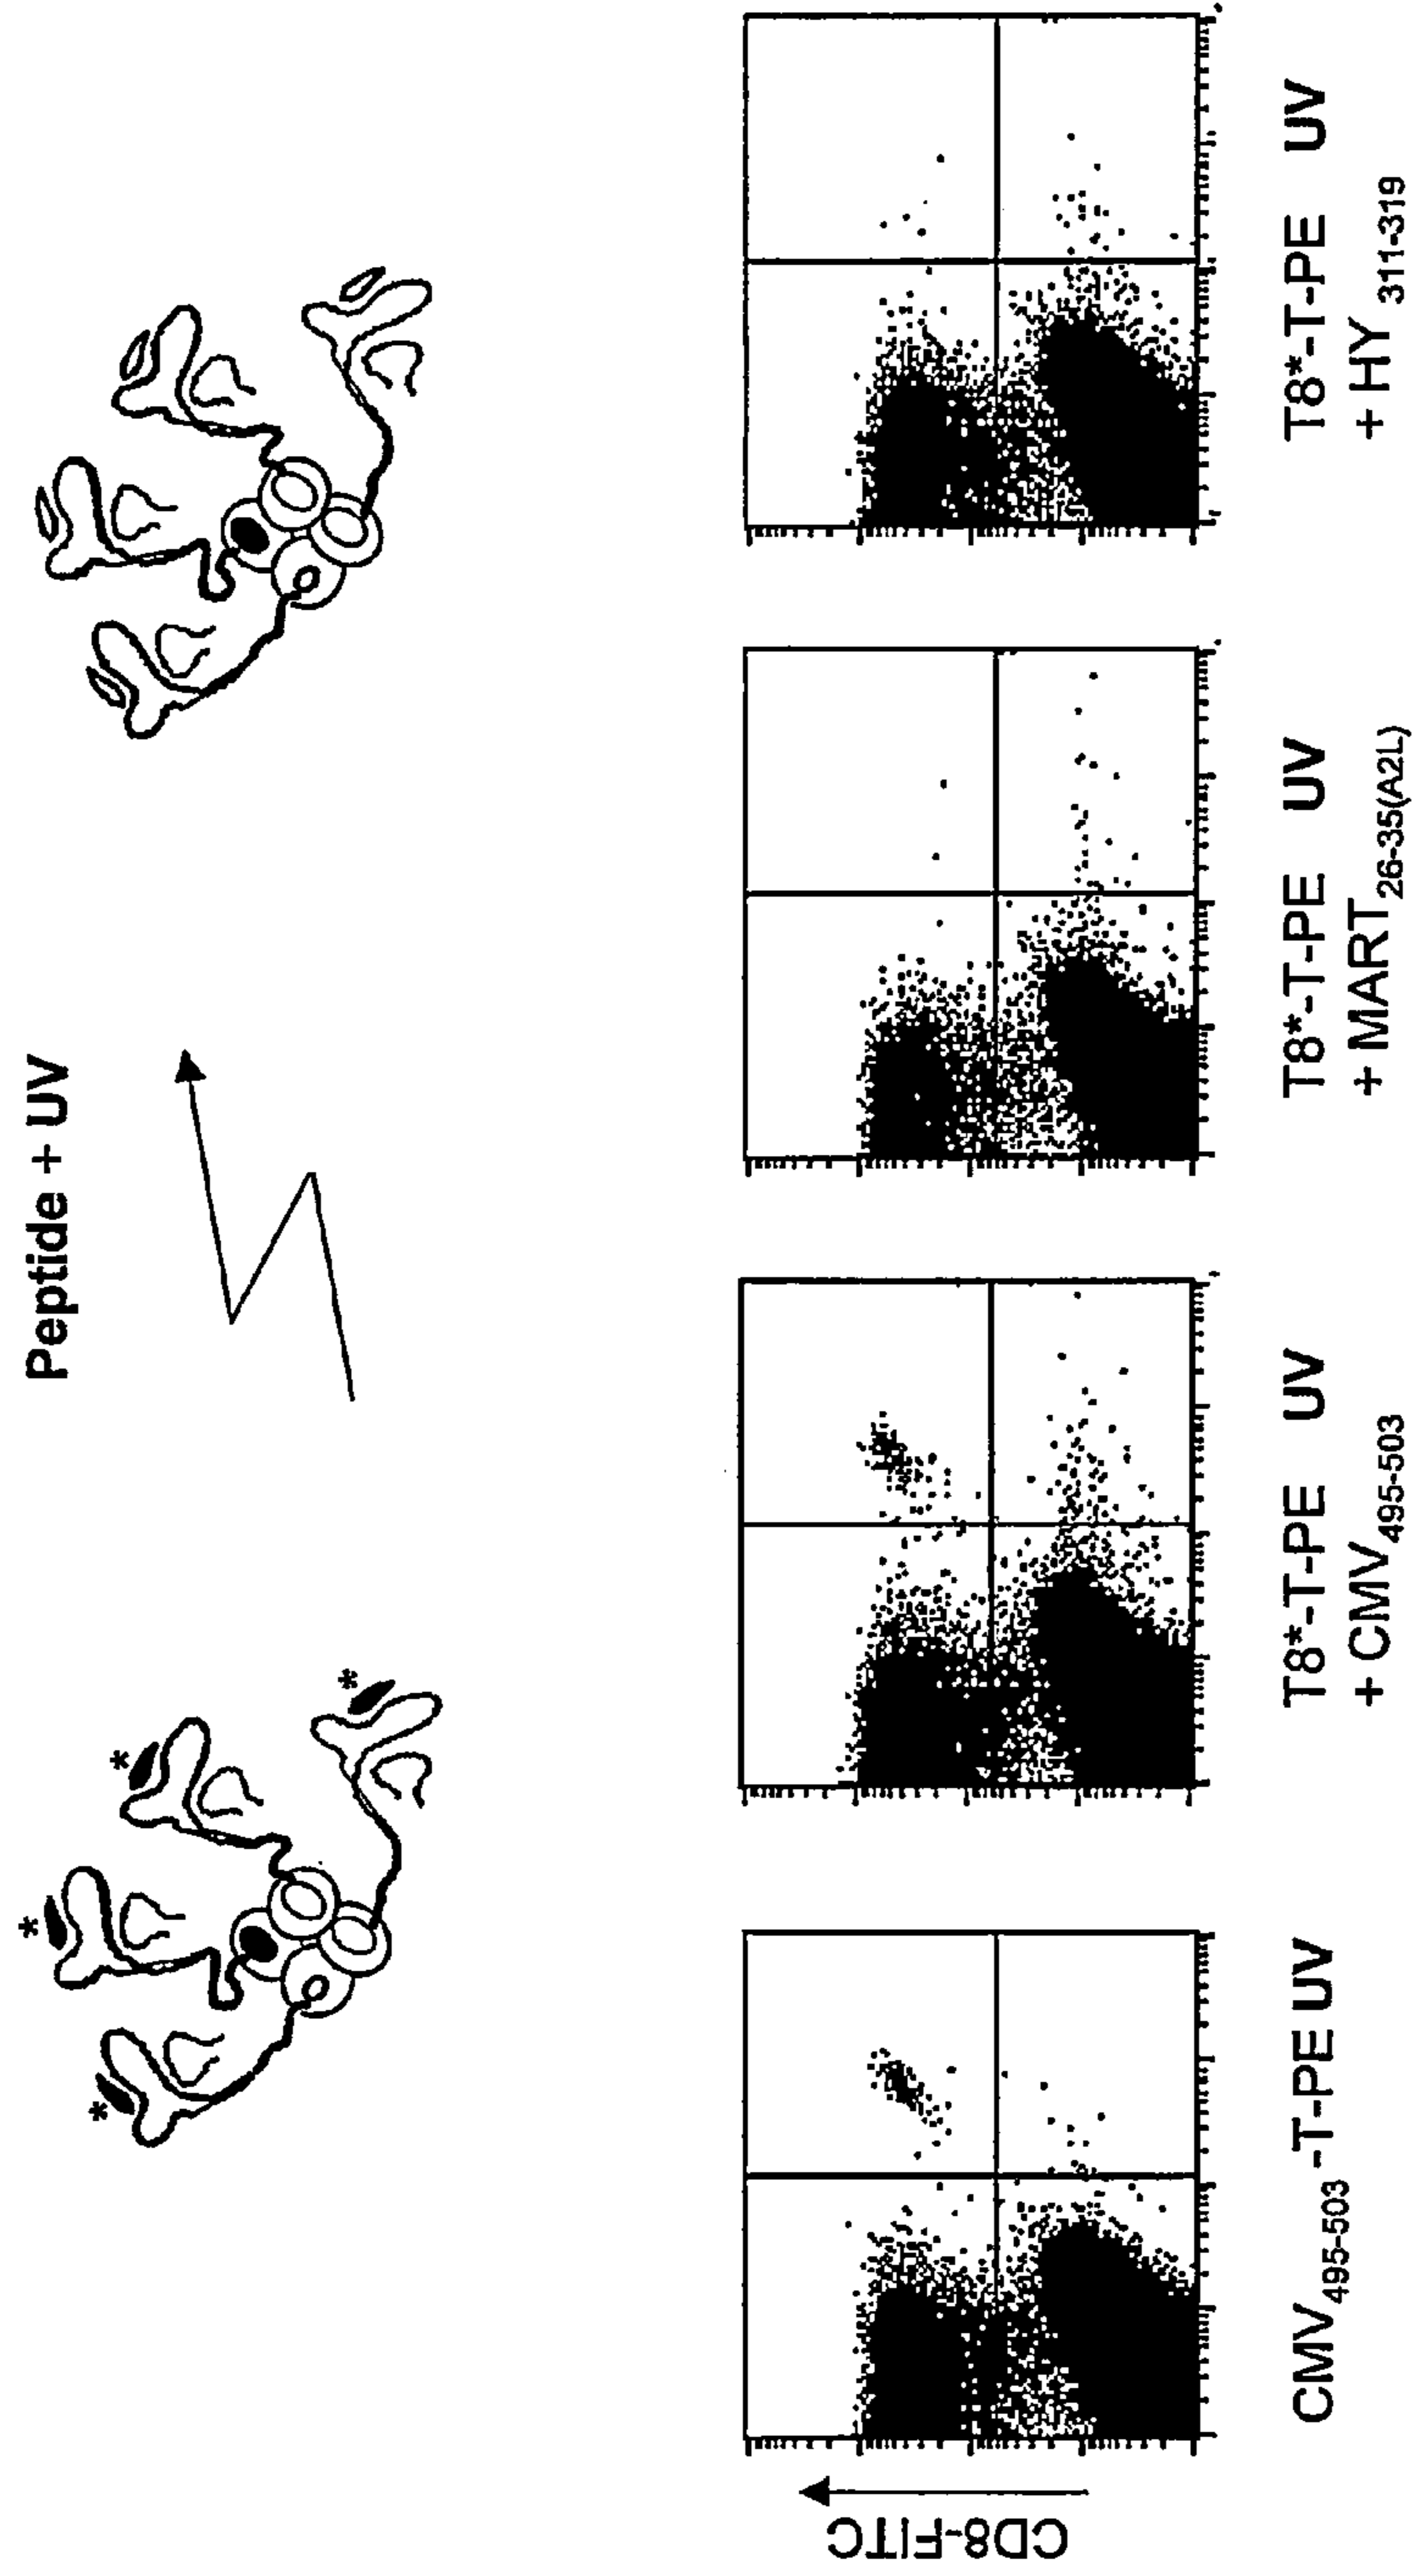 Peptide + UV
*
*
*
*
CD8-FITC
CMV495-503-T-PE UV
T8*-T-PE UV
+ CMV495-503
T8*-T-PE UV
+ MART26-35(A2L)
T8*-T-PE UV
+ HY 311-319